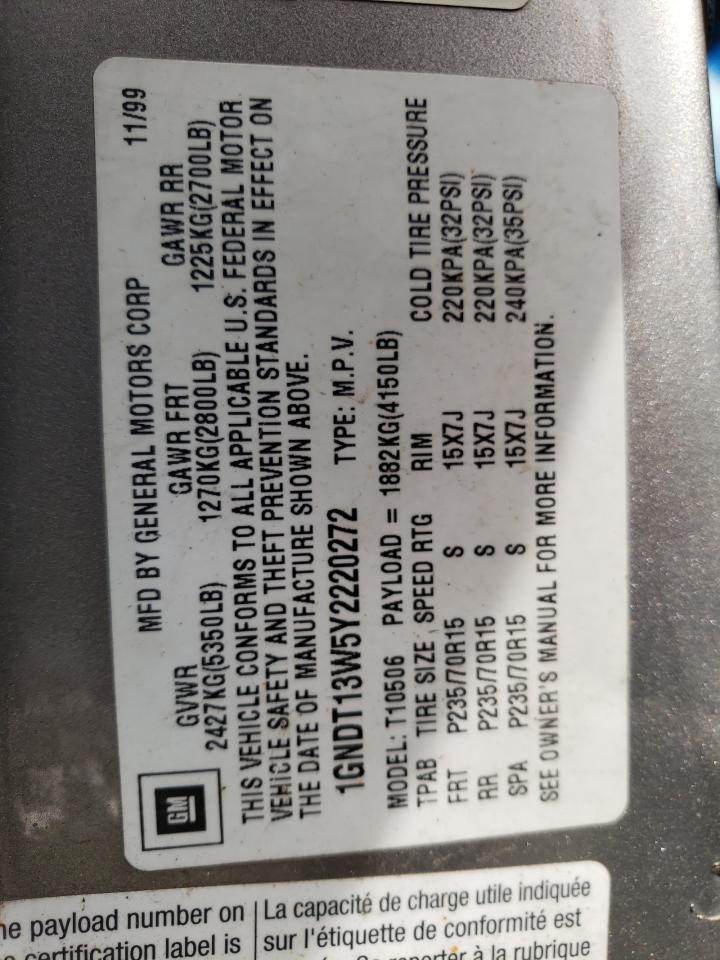 MFD BY GENERAL MOTORS CORP 11/99
GM
GVWR GAWR FRT GAWR RR
2427KG(5350LB) 1270KG(2800LB) 1225KG(2700LB)
THIS VEHICLE CONFORMS TO ALL APPLICABLE U.S. FEDERAL MOTOR
VEHICLE SAFETY AND THEFT PREVENTION STANDARDS IN EFFECT ON
THE DATE OF MANUFACTURE SHOWN ABOVE.
1GNDT13W5Y2220272 TYPE: M.P.V.
MODEL: T10506 PAYLOAD = 1882KG(4150LB)
TPAB TIRE SIZE SPEED RTG RIM COLD TIRE PRESSURE
FRT P235/70R15 S 15X7J 220KPA(32PSI)
RR P235/70R15 S 15X7J 220KPA(32PSI)
SPA P235/70R15 S 15X7J 240KPA(35PSI)
SEE OWNER'S MANUAL FOR MORE INFORMATION.
payload number on
certification label is
La capacité de charge utile indiquée
sur l'étiquette de conformité est
à la rubrique